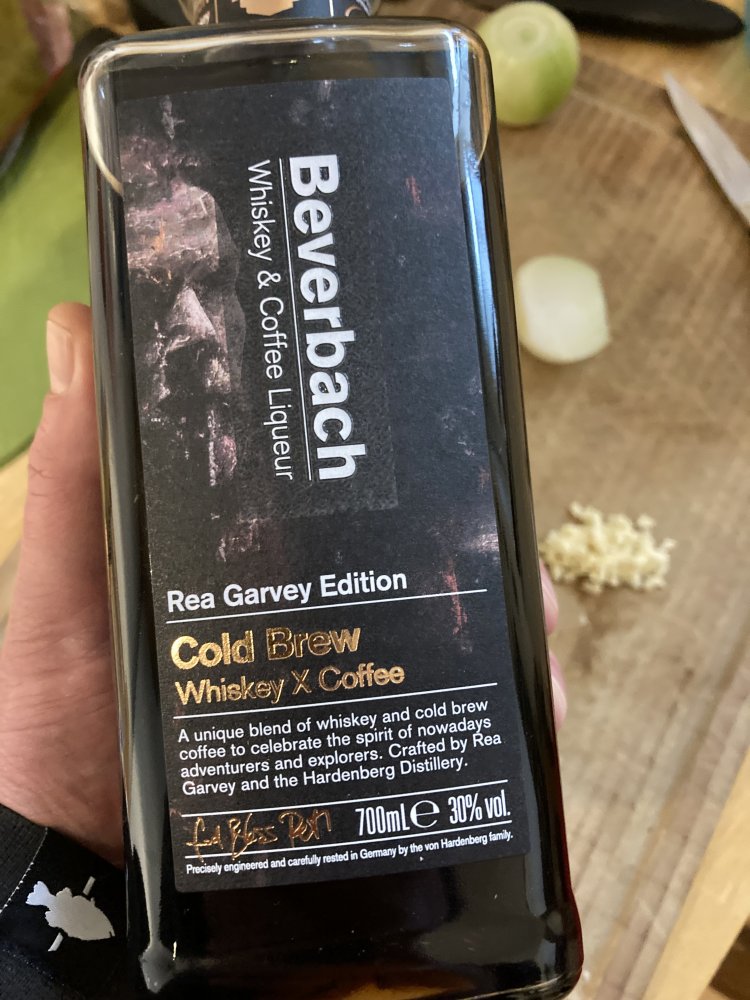 Beverbach
Whiskey & Coffee Liqueur
Rea Garvey Edition
Cold Brew
Whiskey X Coffee
A unique blend of whiskey and cold brew
coffee to celebrate the spirit of nowadays
adventurers and explorers. Crafted by Rea
Garvey and the Hardenberg Distillery.
700mL℮ 30% vol.
Precisely engineered and carefully rested in Germany by the von Hardenberg family.